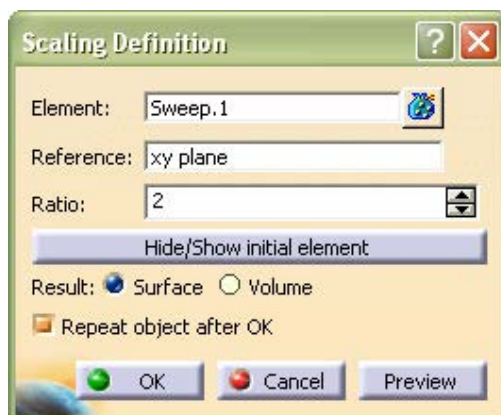 Scaling Definition
Element: Sweep.1
Reference: xy plane
Ratio: 2
Hide/Show initial element
Result: Surface Volume
Repeat object after OK
OK Cancel Preview